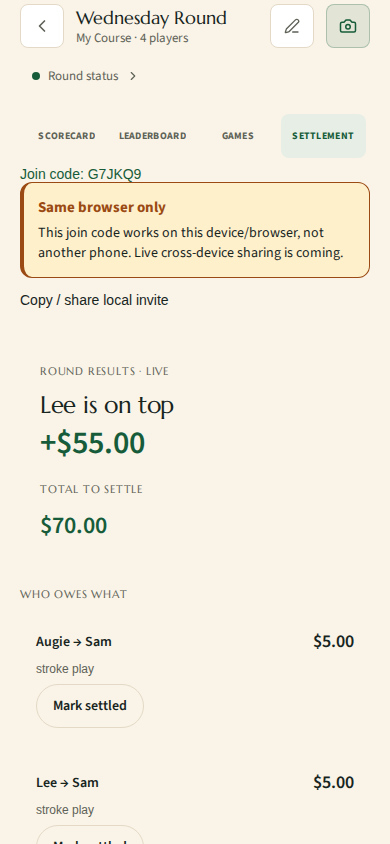 Wednesday Round
My Course · 4 players
Round status
SCORECARD LEADERBOARD GAMES SETTLEMENT
Join code: G7JKQ9
Same browser only
This join code works on this device/browser, not
another phone. Live cross-device sharing is coming.
Copy / share local invite
ROUND RESULTS · LIVE
Lee is on top
+$55.00
TOTAL TO SETTLE
$70.00
WHO OWES WHAT
Augie → Sam $5.00
stroke play
Mark settled
Lee → Sam $5.00
stroke play
Mark settled